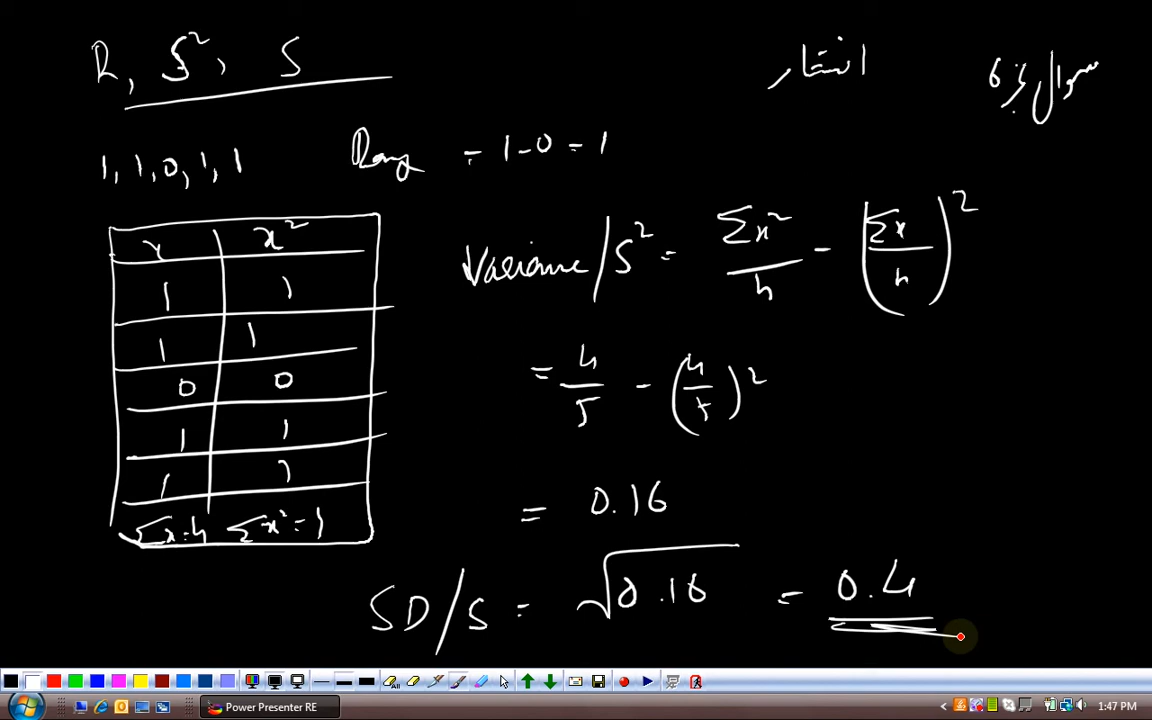 R, S², S
انتشار
سوال نمبر 6
1, 1, 0, 1, 1
Rang = 1-0 = 1
x x²
1 1
1 1
0 0
1 1
1 1
Σx=4 Σx²=1
Variance/S² = Σx²/n - (Σx/n)²
= 4/5 - (4/5)²
= 0.16
SD/S = √0.16 = 0.4
Power Presenter RE
1:47 PM